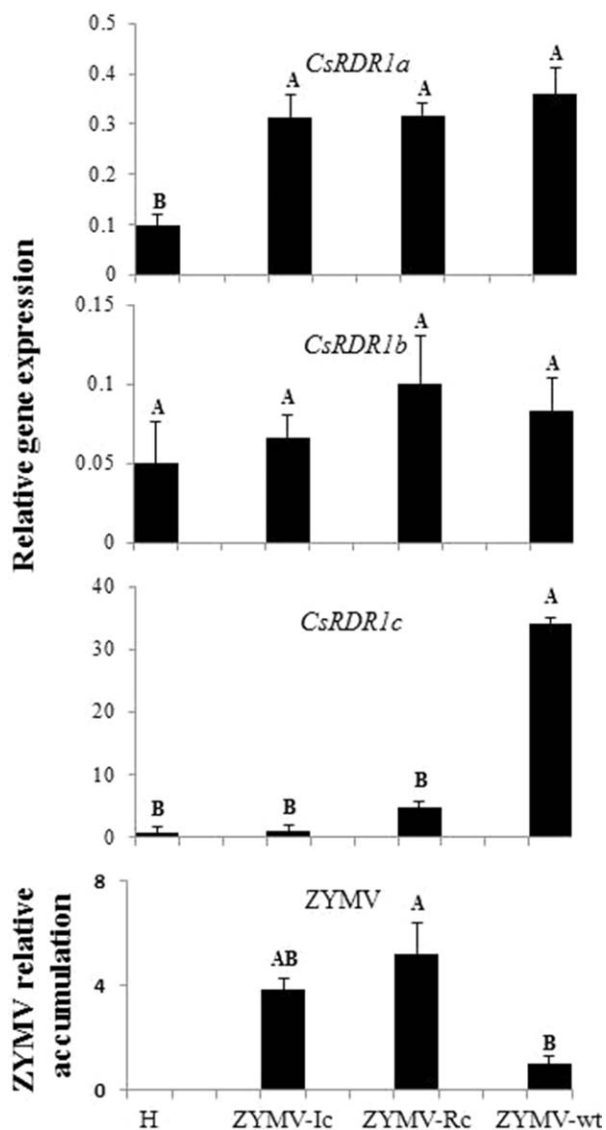 Relative gene expression
0.5
0.4
0.3
0.2
0.1
0
CsRDR1a
B
A
A
A
0.15
0.1
0.05
0
CsRDR1b
A
A
A
A
40
30
20
10
0
CsRDR1c
B
B
B
A
ZYMV relative
accumulation
8
4
0
ZYMV
AB
A
B
H ZYMV-Ic ZYMV-Rc ZYMV-wt